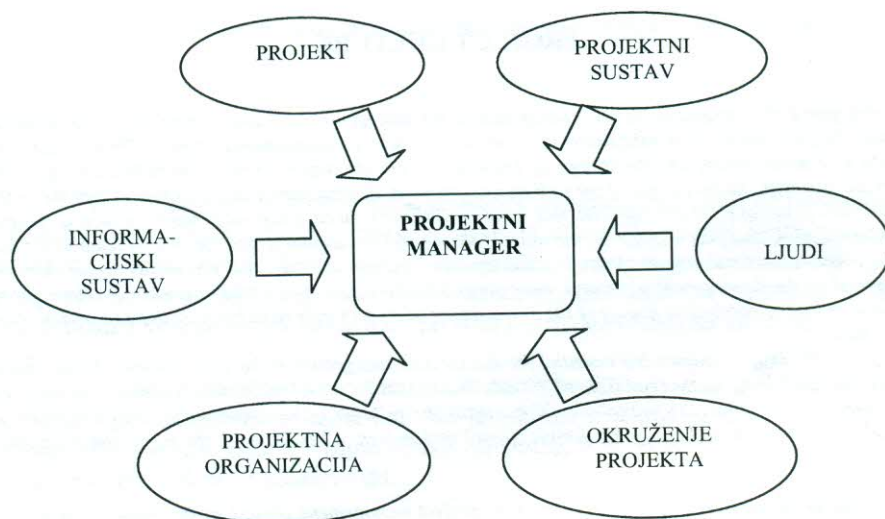 PROJEKT
PROJEKTNI
SUSTAV
INFORMA-
CIJSKI
SUSTAV
PROJEKTNI
MANAGER
LJUDI
PROJEKTNA
ORGANIZACIJA
OKRUŽENJE
PROJEKTA